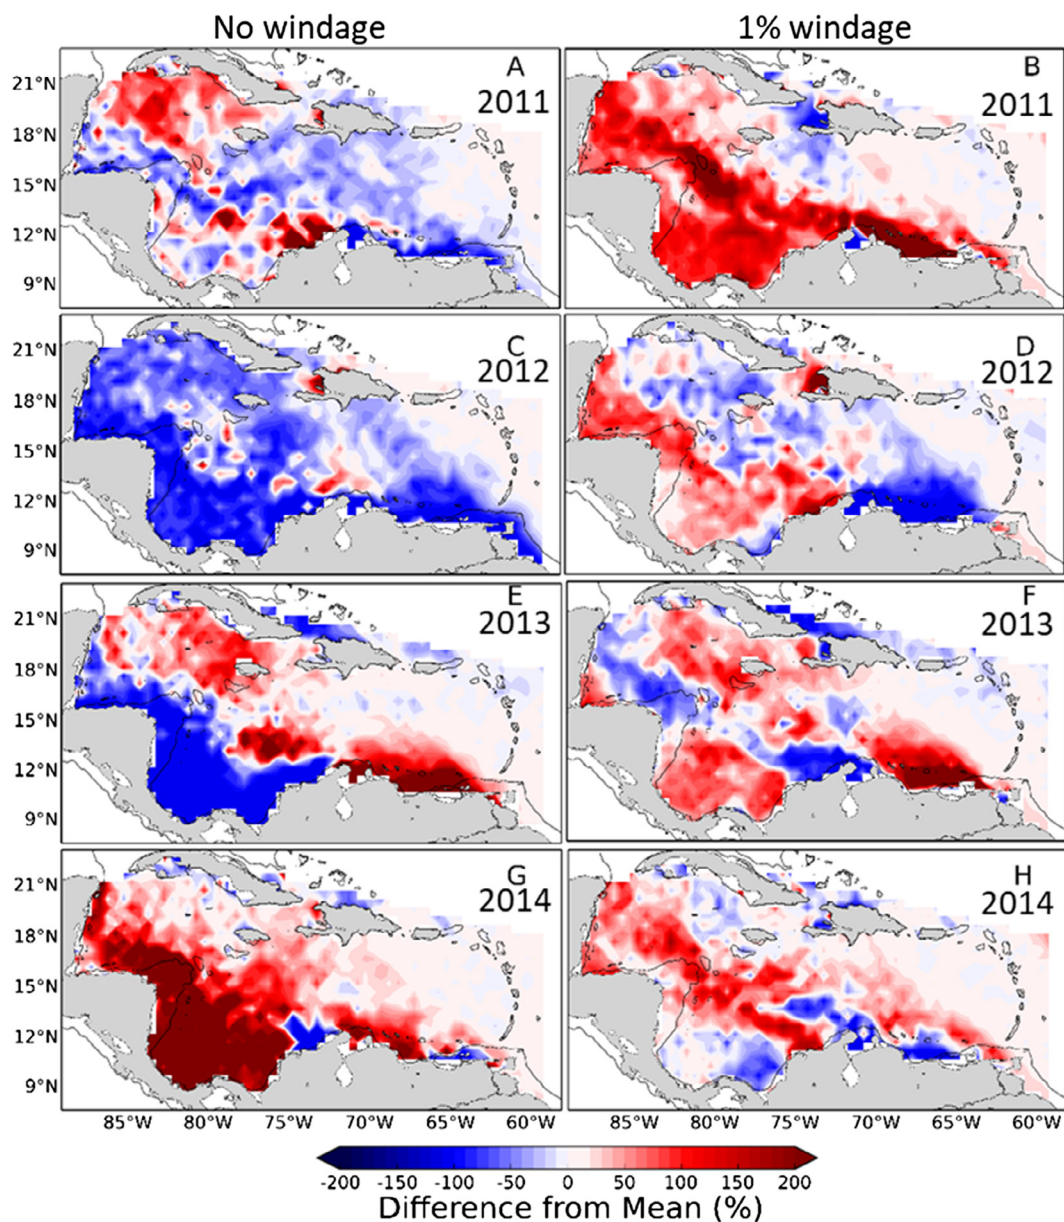 No windage 1% windage
A B
21°N 2011 2011
18°N
15°N
12°N
9°N
C D
21°N 2012 2012
18°N
15°N
12°N
9°N
E F
21°N 2013 2013
18°N
15°N
12°N
9°N
G H
21°N 2014 2014
18°N
15°N
12°N
9°N
85°W 80°W 75°W 70°W 65°W 85°W 80°W 75°W 70°W 65°W 60°W
-200 -150 -100 -50 0 50 100 150 200
Difference from Mean (%)